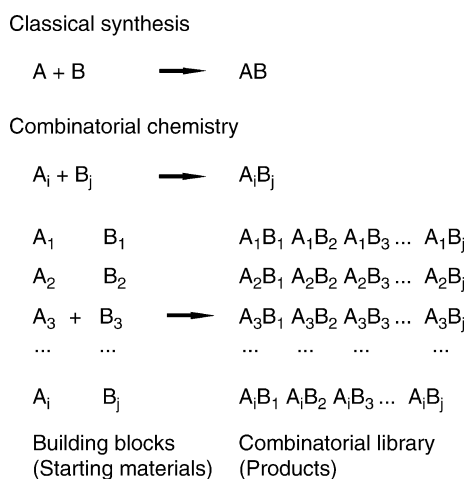 Classical synthesis
A + B → AB
Combinatorial chemistry
Aᵢ + Bⱼ → AᵢBⱼ
A₁ B₁ A₁B₁ A₁B₂ A₁B₃ ... A₁Bⱼ
A₂ B₂ A₂B₁ A₂B₂ A₂B₃ ... A₂Bⱼ
A₃ + B₃ → A₃B₁ A₃B₂ A₃B₃ ... A₃Bⱼ
... ... ... ... ... ...
Aᵢ Bⱼ AᵢB₁ AᵢB₂ AᵢB₃ ... AᵢBⱼ
Building blocks Combinatorial library
(Starting materials) (Products)